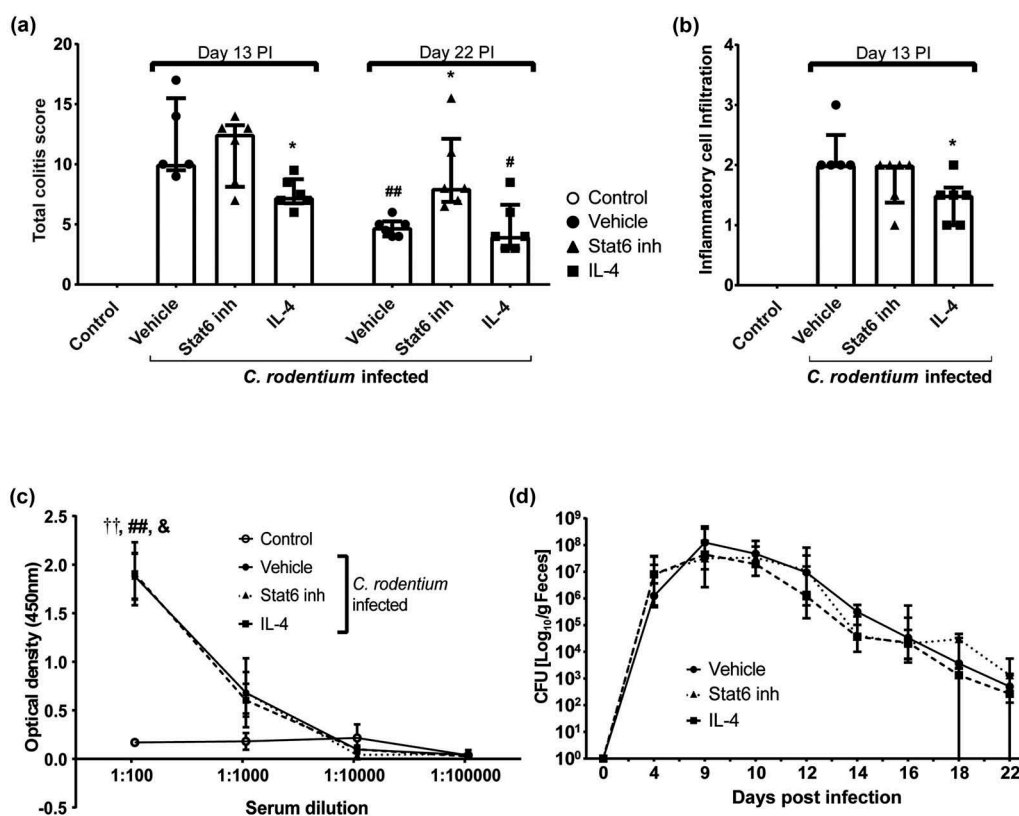 (a)
Total colitis score
20
15
10
5
0
Day 13 PI
Day 22 PI
*
##
*
#
Control
Vehicle
Stat6 inh
IL-4
Vehicle
Stat6 inh
IL-4
C. rodentium infected
Control
Vehicle
Stat6 inh
IL-4
(b)
Inflammatory cell Infiltration
4
3
2
1
0
Day 13 PI
*
Control
Vehicle
Stat6 inh
IL-4
C. rodentium infected
(c)
Optical density (450nm)
2.5
2.0
1.5
1.0
0.5
0.0
-0.5
††, ##, &
Control
Vehicle
Stat6 inh
IL-4
C. rodentium
infected
1:100
1:1000
1:10000
1:100000
Serum dilution
(d)
CFU [Log₁₀/gFeces]
10⁹
10⁸
10⁷
10⁶
10⁵
10⁴
10³
10²
10¹
10⁰
Vehicle
Stat6 inh
IL-4
0
4
9
10
12
14
16
18
22
Days post infection